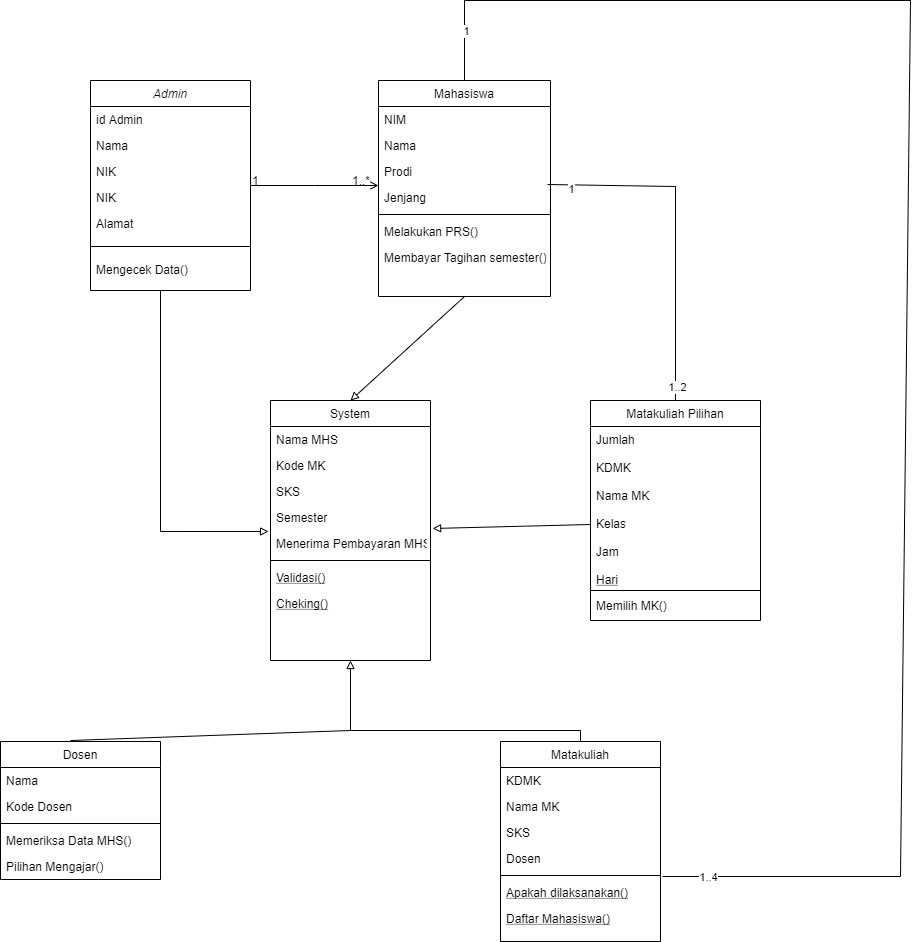 1
Admin
id Admin
Nama
NIK
NIK
Alamat
Mengecek Data()
1
1..*
Mahasiswa
NIM
Nama
Prodi
Jenjang
Melakukan PRS()
Membayar Tagihan semester()
1
1..2
System
Nama MHS
Kode MK
SKS
Semester
Menerima Pembayaran MHS
Validasi()
Cheking()
Matakuliah Pilihan
Jumlah
KDMK
Nama MK
Kelas
Jam
Hari
Memilih MK()
Dosen
Nama
Kode Dosen
Memeriksa Data MHS()
Pilihan Mengajar()
Matakuliah
KDMK
Nama MK
SKS
Dosen
Apakah dilaksanakan()
Daftar Mahasiswa()
1..4